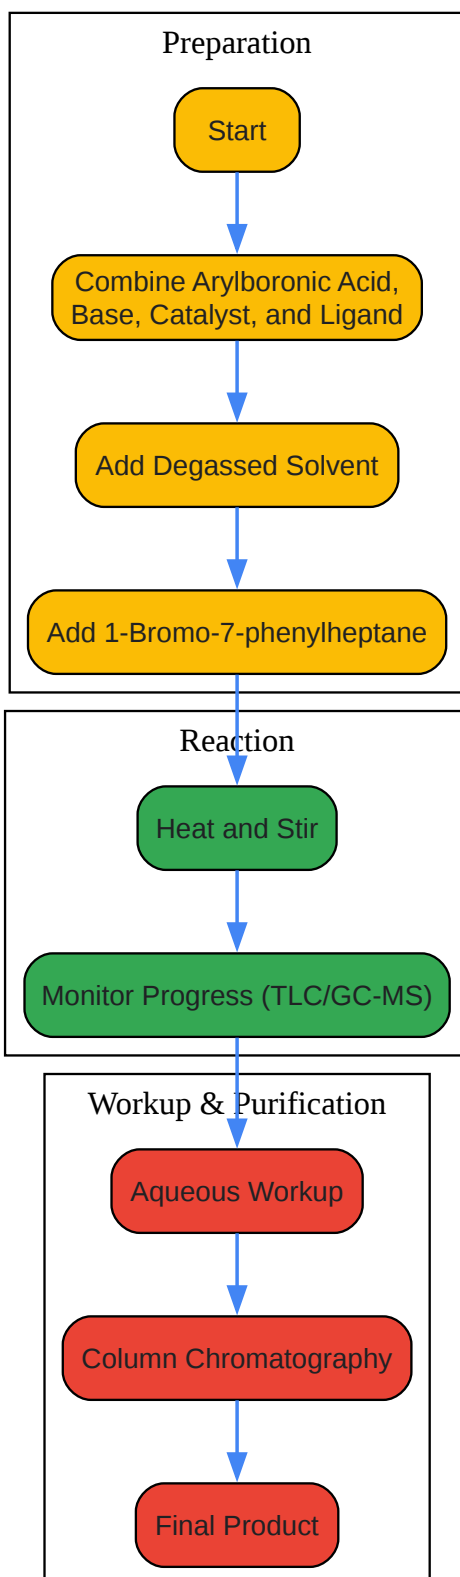 Preparation
Start
Combine Arylboronic Acid,
Base, Catalyst, and Ligand
Add Degassed Solvent
Add 1-Bromo-7-phenylheptane
Reaction
Heat and Stir
Monitor Progress (TLC/GC-MS)
Workup & Purification
Aqueous Workup
Column Chromatography
Final Product